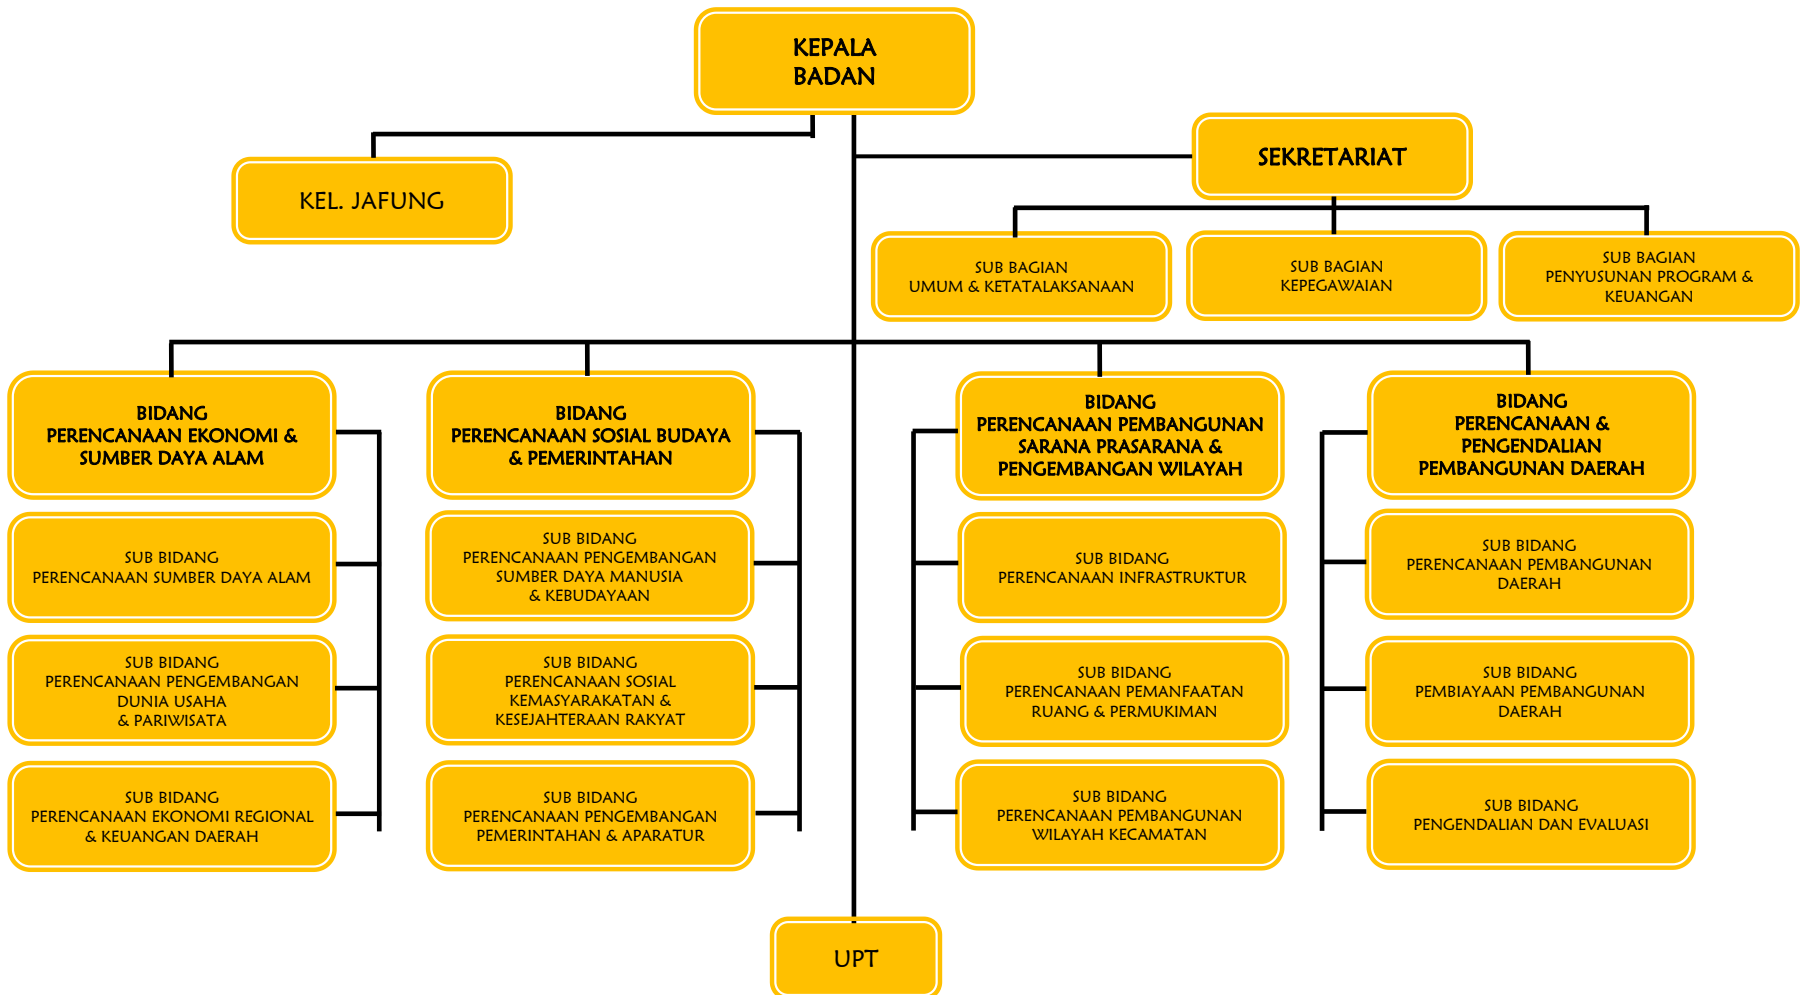 KEPALA
BADAN
SEKRETARIAT
KEL. JAFUNG
SUB BAGIAN
UMUM & KETATALAKSANAAN
SUB BAGIAN
KEPEGAWAIAN
SUB BAGIAN
PENYUSUNAN PROGRAM &
KEUANGAN
BIDANG
PERENCANAAN EKONOMI &
SUMBER DAYA ALAM
BIDANG
PERENCANAAN SOSIAL BUDAYA
& PEMERINTAHAN
BIDANG
PERENCANAAN PEMBANGUNAN
SARANA PRASARANA &
PENGEMBANGAN WILAYAH
BIDANG
PERENCANAAN &
PENGENDALIAN
PEMBANGUNAN DAERAH
SUB BIDANG
PERENCANAAN SUMBER DAYA ALAM
SUB BIDANG
PERENCANAAN PENGEMBANGAN
SUMBER DAYA MANUSIA
& KEBUDAYAAN
SUB BIDANG
PERENCANAAN INFRASTRUKTUR
SUB BIDANG
PERENCANAAN PEMBANGUNAN
DAERAH
SUB BIDANG
PERENCANAAN PENGEMBANGAN
DUNIA USAHA
& PARIWISATA
SUB BIDANG
PERENCANAAN SOSIAL
KEMASYARAKATAN &
KESEJAHTERAAN RAKYAT
SUB BIDANG
PERENCANAAN PEMANFAATAN
RUANG & PERMUKIMAN
SUB BIDANG
PEMBIAYAAN PEMBANGUNAN
DAERAH
SUB BIDANG
PERENCANAAN EKONOMI REGIONAL
& KEUANGAN DAERAH
SUB BIDANG
PERENCANAAN PENGEMBANGAN
PEMERINTAHAN & APARATUR
SUB BIDANG
PERENCANAAN PEMBANGUNAN
WILAYAH KECAMATAN
SUB BIDANG
PENGENDALIAN DAN EVALUASI
UPT